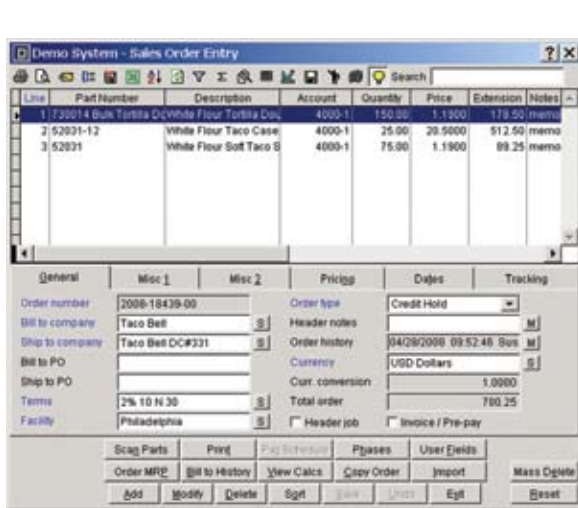 Demo System - Sales Order Entry
Search
Line Part Number Description Account Quantity Price Extension Notes
1 730014 Bulk Tortilla White Flour Tortilla 4000-1 150.00 1.1900 178.50 memo
2 52031-12 White Flour Taco Case 4000-1 25.00 20.5000 512.50 memo
3 52031 White Flour Soft Taco S 4000-1 75.00 1.1900 89.25 memo
General Misc 1 Misc 2 Pricing Dates Tracking
Order number 2008-18439-00 Order type Credit Hold
Bill to company Taco Bell S Header notes M
Ship to company Taco Bell DC#331 S Order history 04/28/2008 09:52:46 Sus M
Bill to PO Currency USD Dollars S
Ship to PO Curr. conversion 1.0000
Terms 2% 10 N 30 S Total order 780.25
Facility Philadelphia S Header job Invoice / Pre-pay
Scan Parts Print Phases User Fields
Order MRP Bill to History View Calcs Copy Order Import Mass Delete
Add Modify Delete Sort Save Undo Exit Reset